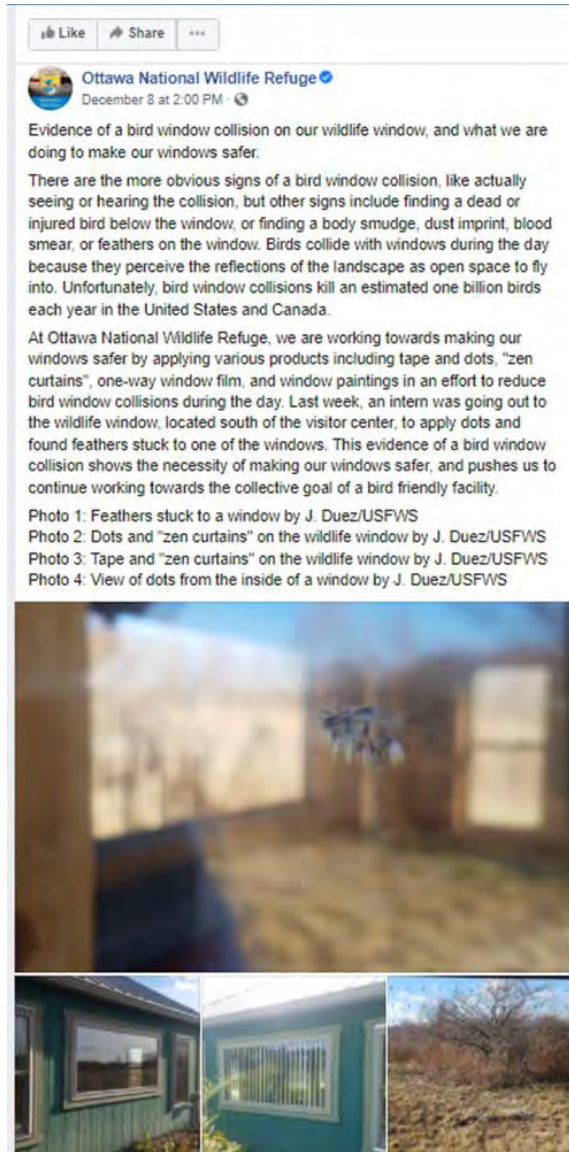 Like Share ...
Ottawa National Wildlife Refuge
December 8 at 2:00 PM ·
Evidence of a bird window collision on our wildlife window, and what we are
doing to make our windows safer.
There are the more obvious signs of a bird window collision, like actually
seeing or hearing the collision, but other signs include finding a dead or
injured bird below the window, or finding a body smudge, dust imprint, blood
smear, or feathers on the window. Birds collide with windows during the day
because they perceive the reflections of the landscape as open space to fly
into. Unfortunately, bird window collisions kill an estimated one billion birds
each year in the United States and Canada.
At Ottawa National Wildlife Refuge, we are working towards making our
windows safer by applying various products including tape and dots, "zen
curtains", one-way window film, and window paintings in an effort to reduce
bird window collisions during the day. Last week, an intern was going out to
the wildlife window, located south of the visitor center, to apply dots and
found feathers stuck to one of the windows. This evidence of a bird window
collision shows the necessity of making our windows safer, and pushes us to
continue working towards the collective goal of a bird friendly facility.
Photo 1: Feathers stuck to a window by J. Duez/USFWS
Photo 2: Dots and "zen curtains" on the wildlife window by J. Duez/USFWS
Photo 3: Tape and "zen curtains" on the wildlife window by J. Duez/USFWS
Photo 4: View of dots from the inside of a window by J. Duez/USFWS